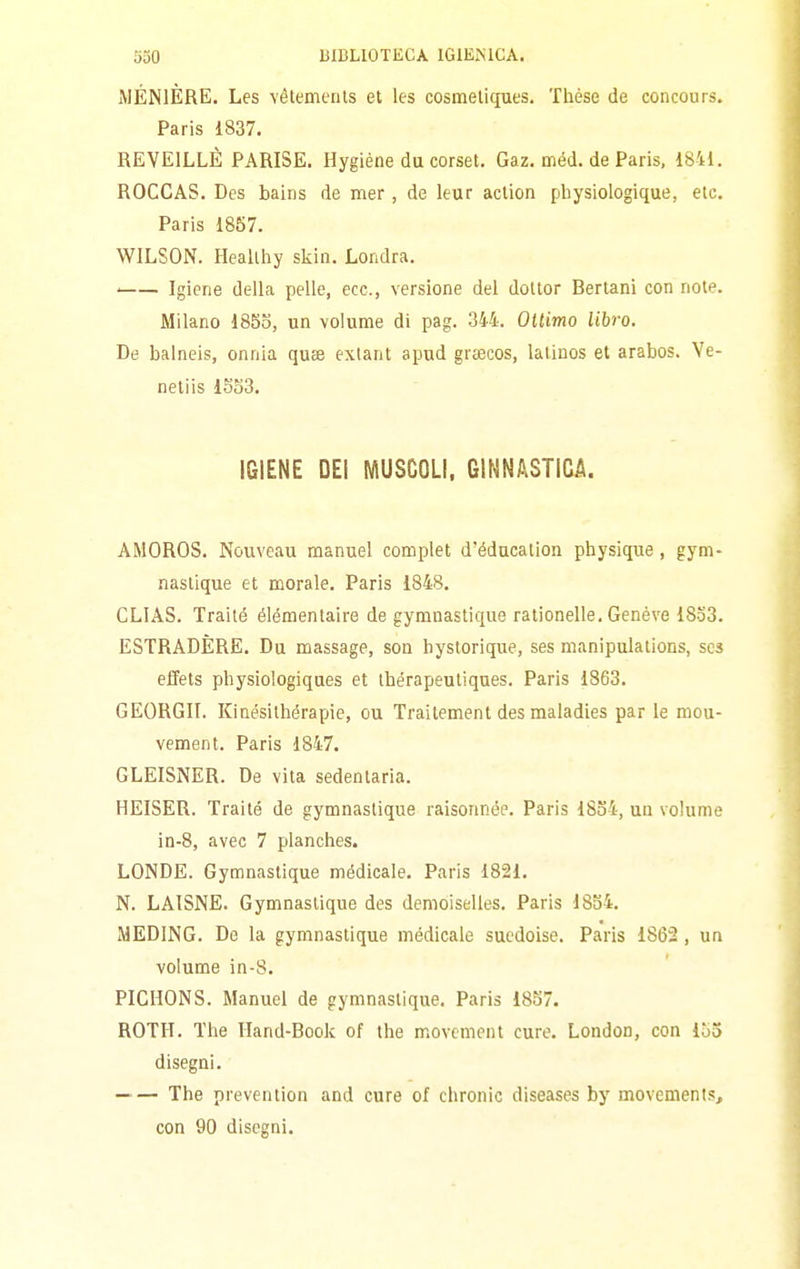 550 BIBLIOTECA IGIENICA.
MÉNIÈRE. Les vêtements et les cosmetiques. Thèse de concours.
Paris 1837.
REVEILLÈ PARISE. Hygiène du corset. Gaz. méd. de Paris, 1841.
ROCCAS. Des bains de mer , de leur action physiologique, etc.
Paris 1857.
WILSON. Healthy skin. Londra.
—— Igiene della pelle, ecc., versione del dottor Bertani con note.
Milano 1855, un volume di pag. 344. Ottimo libro.
De balneis, onnia quæ extant apud græcos, latinos et arabos. Ve-
netiis 1553.
IGIENE DEI MUSCOLI, GINNASTICA.
AMOROS. Nouveau manuel complet d'éducation physique , gym-
nastique et morale. Paris 1848.
CLIAS. Traité élémentaire de gymnastique rationelle. Genève 1853.
ESTRADÈRE. Du massage, son hystorique, ses manipulations, ses
effets physiologiques et thérapeutiques. Paris 1863.
GEORGII. Kinésithérapie, ou Traitement des maladies par le mou-
vement. Paris 1847.
GLEISNER. De vita sedentaria.
HEISER. Traité de gymnastique raisonnée. Paris 1854, un volume
in-8, avec 7 planches.
LONDE. Gymnastique médicale. Paris 1821.
N. LAISNE. Gymnastique des demoiselles. Paris 1854.
MEDING. De la gymnastique médicale suedoise. Paris 1862 , un
volume in-8.
PICHONS. Manuel de gymnastique. Paris 1857.
ROTH. The Hand-Book of the movement cure. London, con 155
disegni.
—— The prevention and cure of chronic diseases by movements,
con 90 disegni.